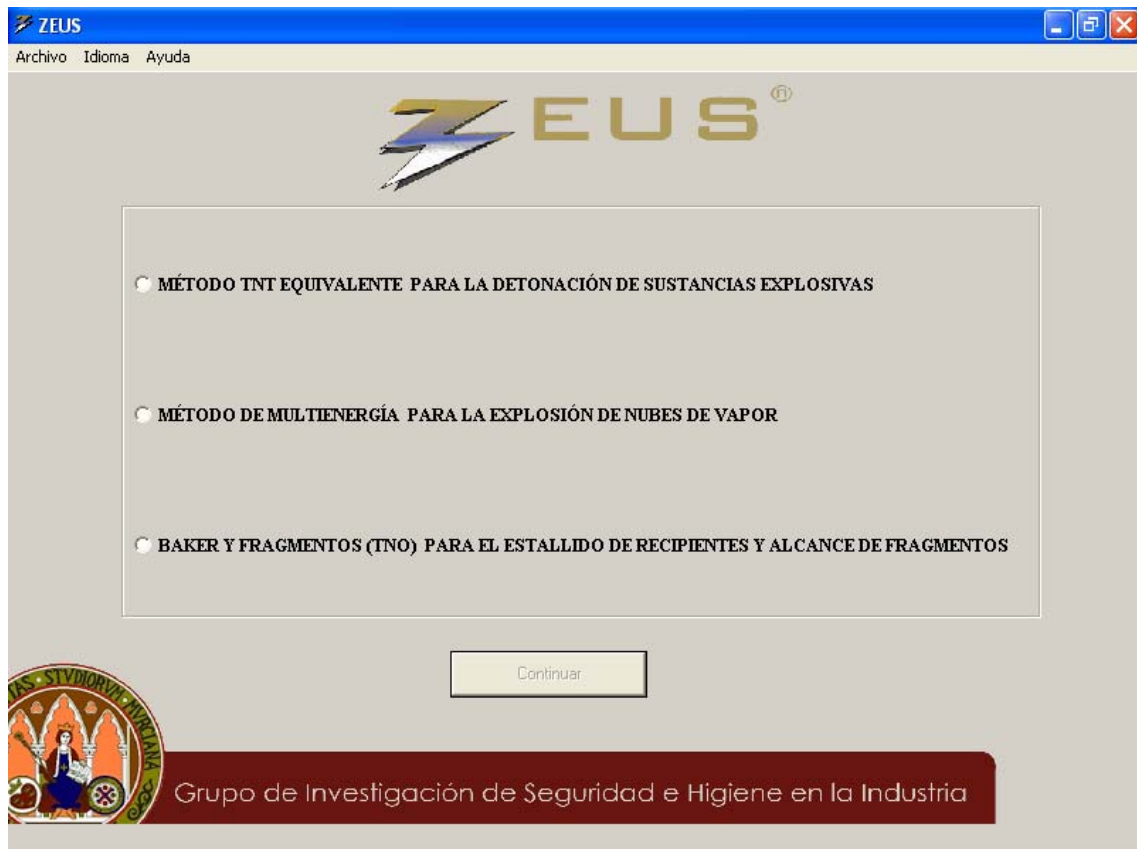 ZEUS
Archivo Idioma Ayuda
ZEUS®
MÉTODO TNT EQUIVALENTE PARA LA DETONACIÓN DE SUSTANCIAS EXPLOSIVAS
MÉTODO DE MULTIENERGÍA PARA LA EXPLOSIÓN DE NUBES DE VAPOR
BAKER Y FRAGMENTOS (TNO) PARA EL ESTALLIDO DE RECIPIENTES Y ALCANCE DE FRAGMENTOS
Continuar
TAS·STVDIORVM·MVRCIANA
Grupo de Investigación de Seguridad e Higiene en la Industria